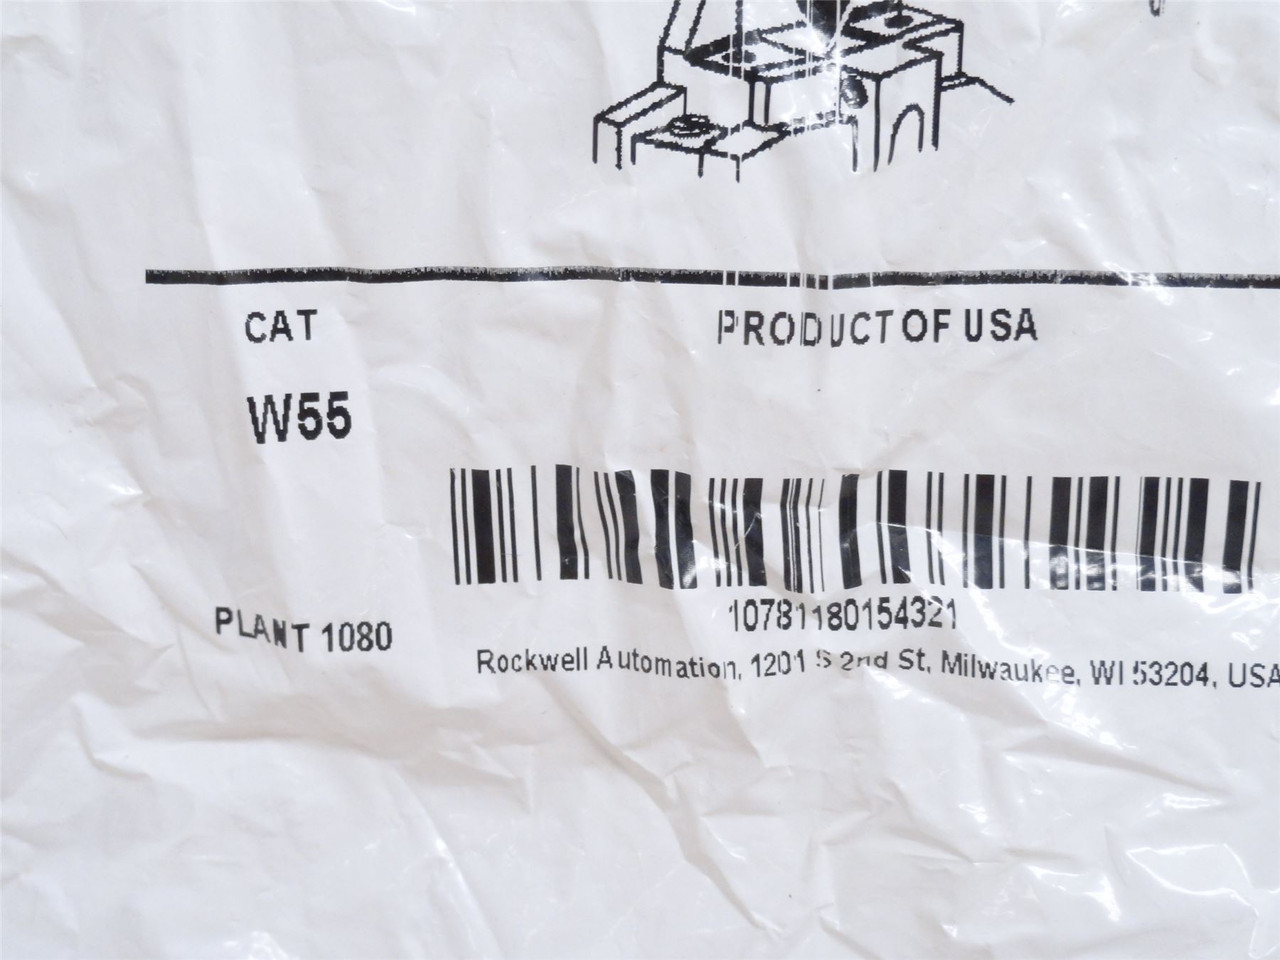 CAT
PRODUCT OF USA
W55
10781180154321
PLANT 1080
Rockwell Automation, 1201 S 2nd St, Milwaukee, WI 53204, USA